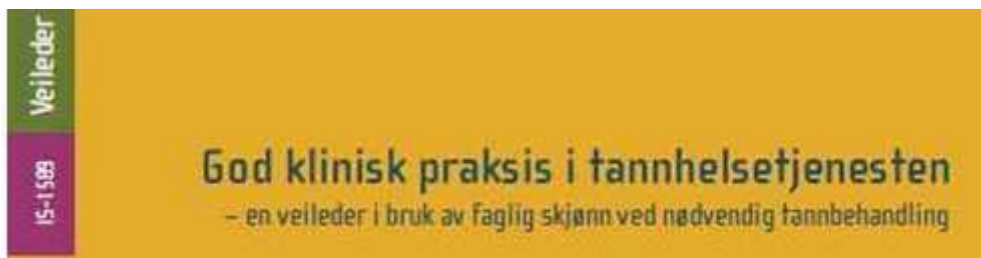 Veileder
IS-1589
God klinisk praksis i tannhelsetjenesten
– en veileder i bruk av faglig skjønn ved nødvendig tannbehandling